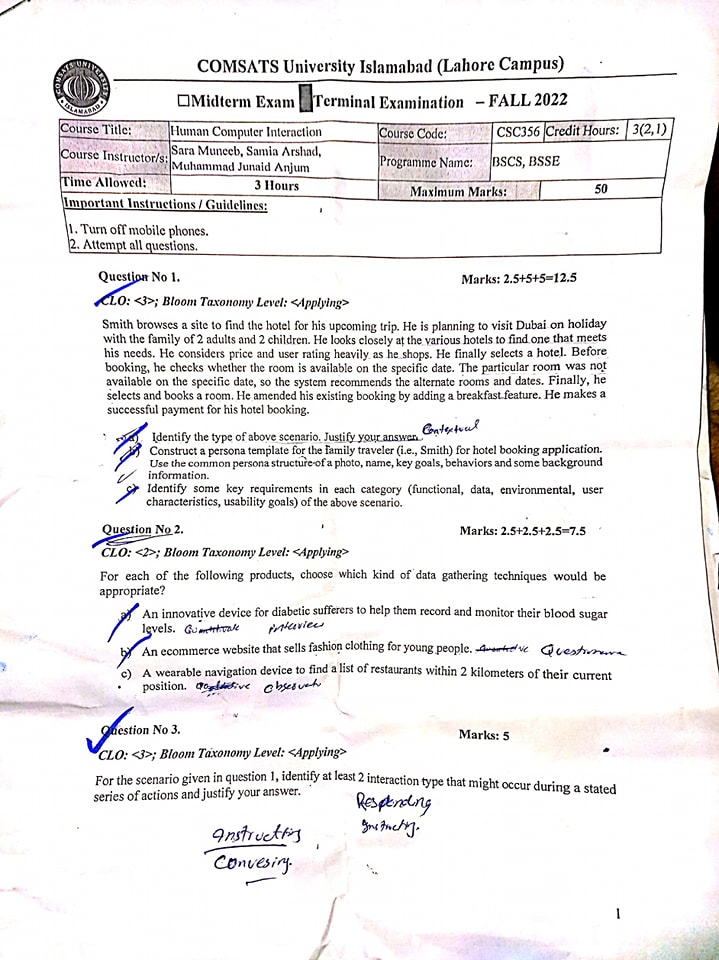 COMSATS University Islamabad (Lahore Campus)
COMSATS UNIVERSITY
ISLAMABAD
☐Midterm Exam Terminal Examination – FALL 2022
Course Title: Human Computer Interaction Course Code: CSC356 Credit Hours: 3(2,1)
Course Instructor/s: Sara Muneeb, Samia Arshad, Muhammad Junaid Anjum Programme Name: BSCS, BSSE
Time Allowed: 3 Hours Maximum Marks: 50
Important Instructions / Guidelines:
1. Turn off mobile phones.
2. Attempt all questions.
Question No 1. Marks: 2.5+5+5=12.5
CLO: <3>; Bloom Taxonomy Level: <Applying>
Smith browses a site to find the hotel for his upcoming trip. He is planning to visit Dubai on holiday
with the family of 2 adults and 2 children. He looks closely at the various hotels to find one that meets
his needs. He considers price and user rating heavily as he shops. He finally selects a hotel. Before
booking, he checks whether the room is available on the specific date. The particular room was not
available on the specific date, so the system recommends the alternate rooms and dates. Finally, he
selects and books a room. He amended his existing booking by adding a breakfast feature. He makes a
successful payment for his hotel booking.
a) Identify the type of above scenario. Justify your answer. Contextual
b) Construct a persona template for the Family traveler (i.e., Smith) for hotel booking application.
Use the common persona structure of a photo, name, key goals, behaviors and some background
information.
c) Identify some key requirements in each category (functional, data, environmental, user
characteristics, usability goals) of the above scenario.
Question No 2. Marks: 2.5+2.5+2.5=7.5
CLO: <2>; Bloom Taxonomy Level: <Applying>
For each of the following products, choose which kind of data gathering techniques would be
appropriate?
a) An innovative device for diabetic sufferers to help them record and monitor their blood sugar
levels. interview
b) An ecommerce website that sells fashion clothing for young people.
c) A wearable navigation device to find a list of restaurants within 2 kilometers of their current
position.
Question No 3. Marks: 5
CLO: <3>; Bloom Taxonomy Level: <Applying>
For the scenario given in question 1, identify at least 2 interaction type that might occur during a stated
series of actions and justify your answer.
Responding
Instructing
Convesing.
1